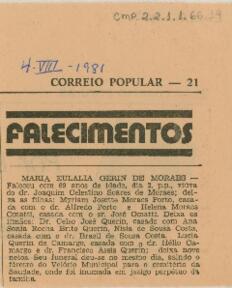 CMP. 2.2.1.1.66.19
4-VIII-1981
CORREIO POPULAR — 21
FALECIMENTOS
MARIA EULALIA GERIN DE MORAES —
Faleceu com 69 anos de idade, dia 2, p.p., viuva
do dr. Joaquim Celestino Soares de Moraes; dei-
xa as filhas: Myriam Josetta Moraes Porto, casa-
da com o dr. Alfredo Porto e Helena Moraes
Conatti, casada com o sr. José Onatti. Deixa os
irmãos: Dr. Celso José Querin, casado com Ana
Sonia Rocha Brito Querin, Nisia de Sousa Costa,
casada com o dr. Brasil de Sousa Costa. Lucia
Querin de Camargo, casada com o dr. Hélio Ca-
margo e dr. Francisco Assis Querin; deixa nove
netos. Seu funeral deu-se no mesmo dia, saindo o
féretro do Velório Municipal para o cemitério da
Saudade, onde foi inumada em jazigo perpétuo da
família.